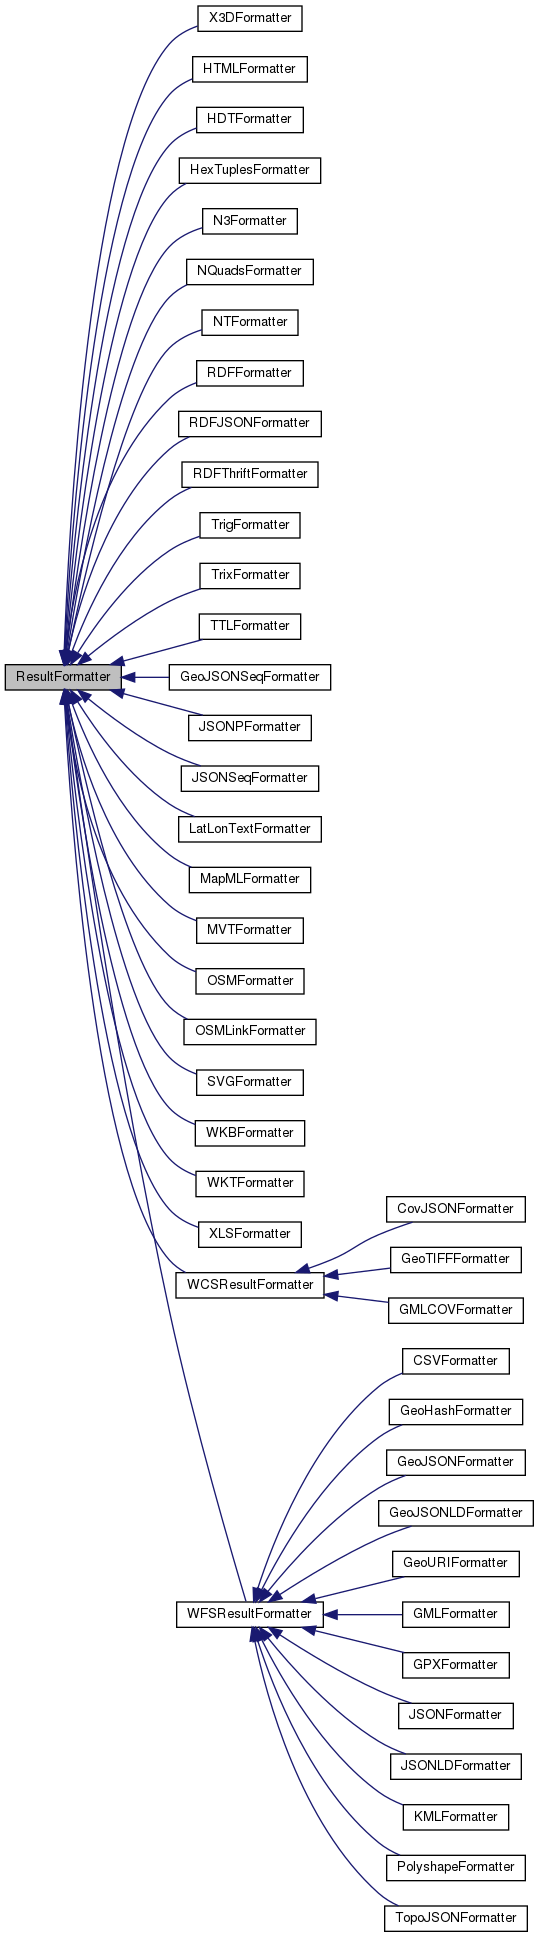 X3DFormatter
HTMLFormatter
HDTFormatter
HexTuplesFormatter
N3Formatter
NQuadsFormatter
NTFormatter
RDFFormatter
RDFJSONFormatter
RDFThriftFormatter
TrigFormatter
TrixFormatter
TTLFormatter
ResultFormatter
GeoJSONSeqFormatter
JSONPFormatter
JSONSeqFormatter
LatLonTextFormatter
MapMLFormatter
MVTFormatter
OSMFormatter
OSMLinkFormatter
SVGFormatter
WKBFormatter
WKTFormatter
CovJSONFormatter
XLSFormatter
GeoTIFFFormatter
WCSResultFormatter
GMLCOVFormatter
CSVFormatter
GeoHashFormatter
GeoJSONFormatter
GeoJSONLDFormatter
GeoURIFormatter
WFSResultFormatter
GMLFormatter
GPXFormatter
JSONFormatter
JSONLDFormatter
KMLFormatter
PolyshapeFormatter
TopoJSONFormatter